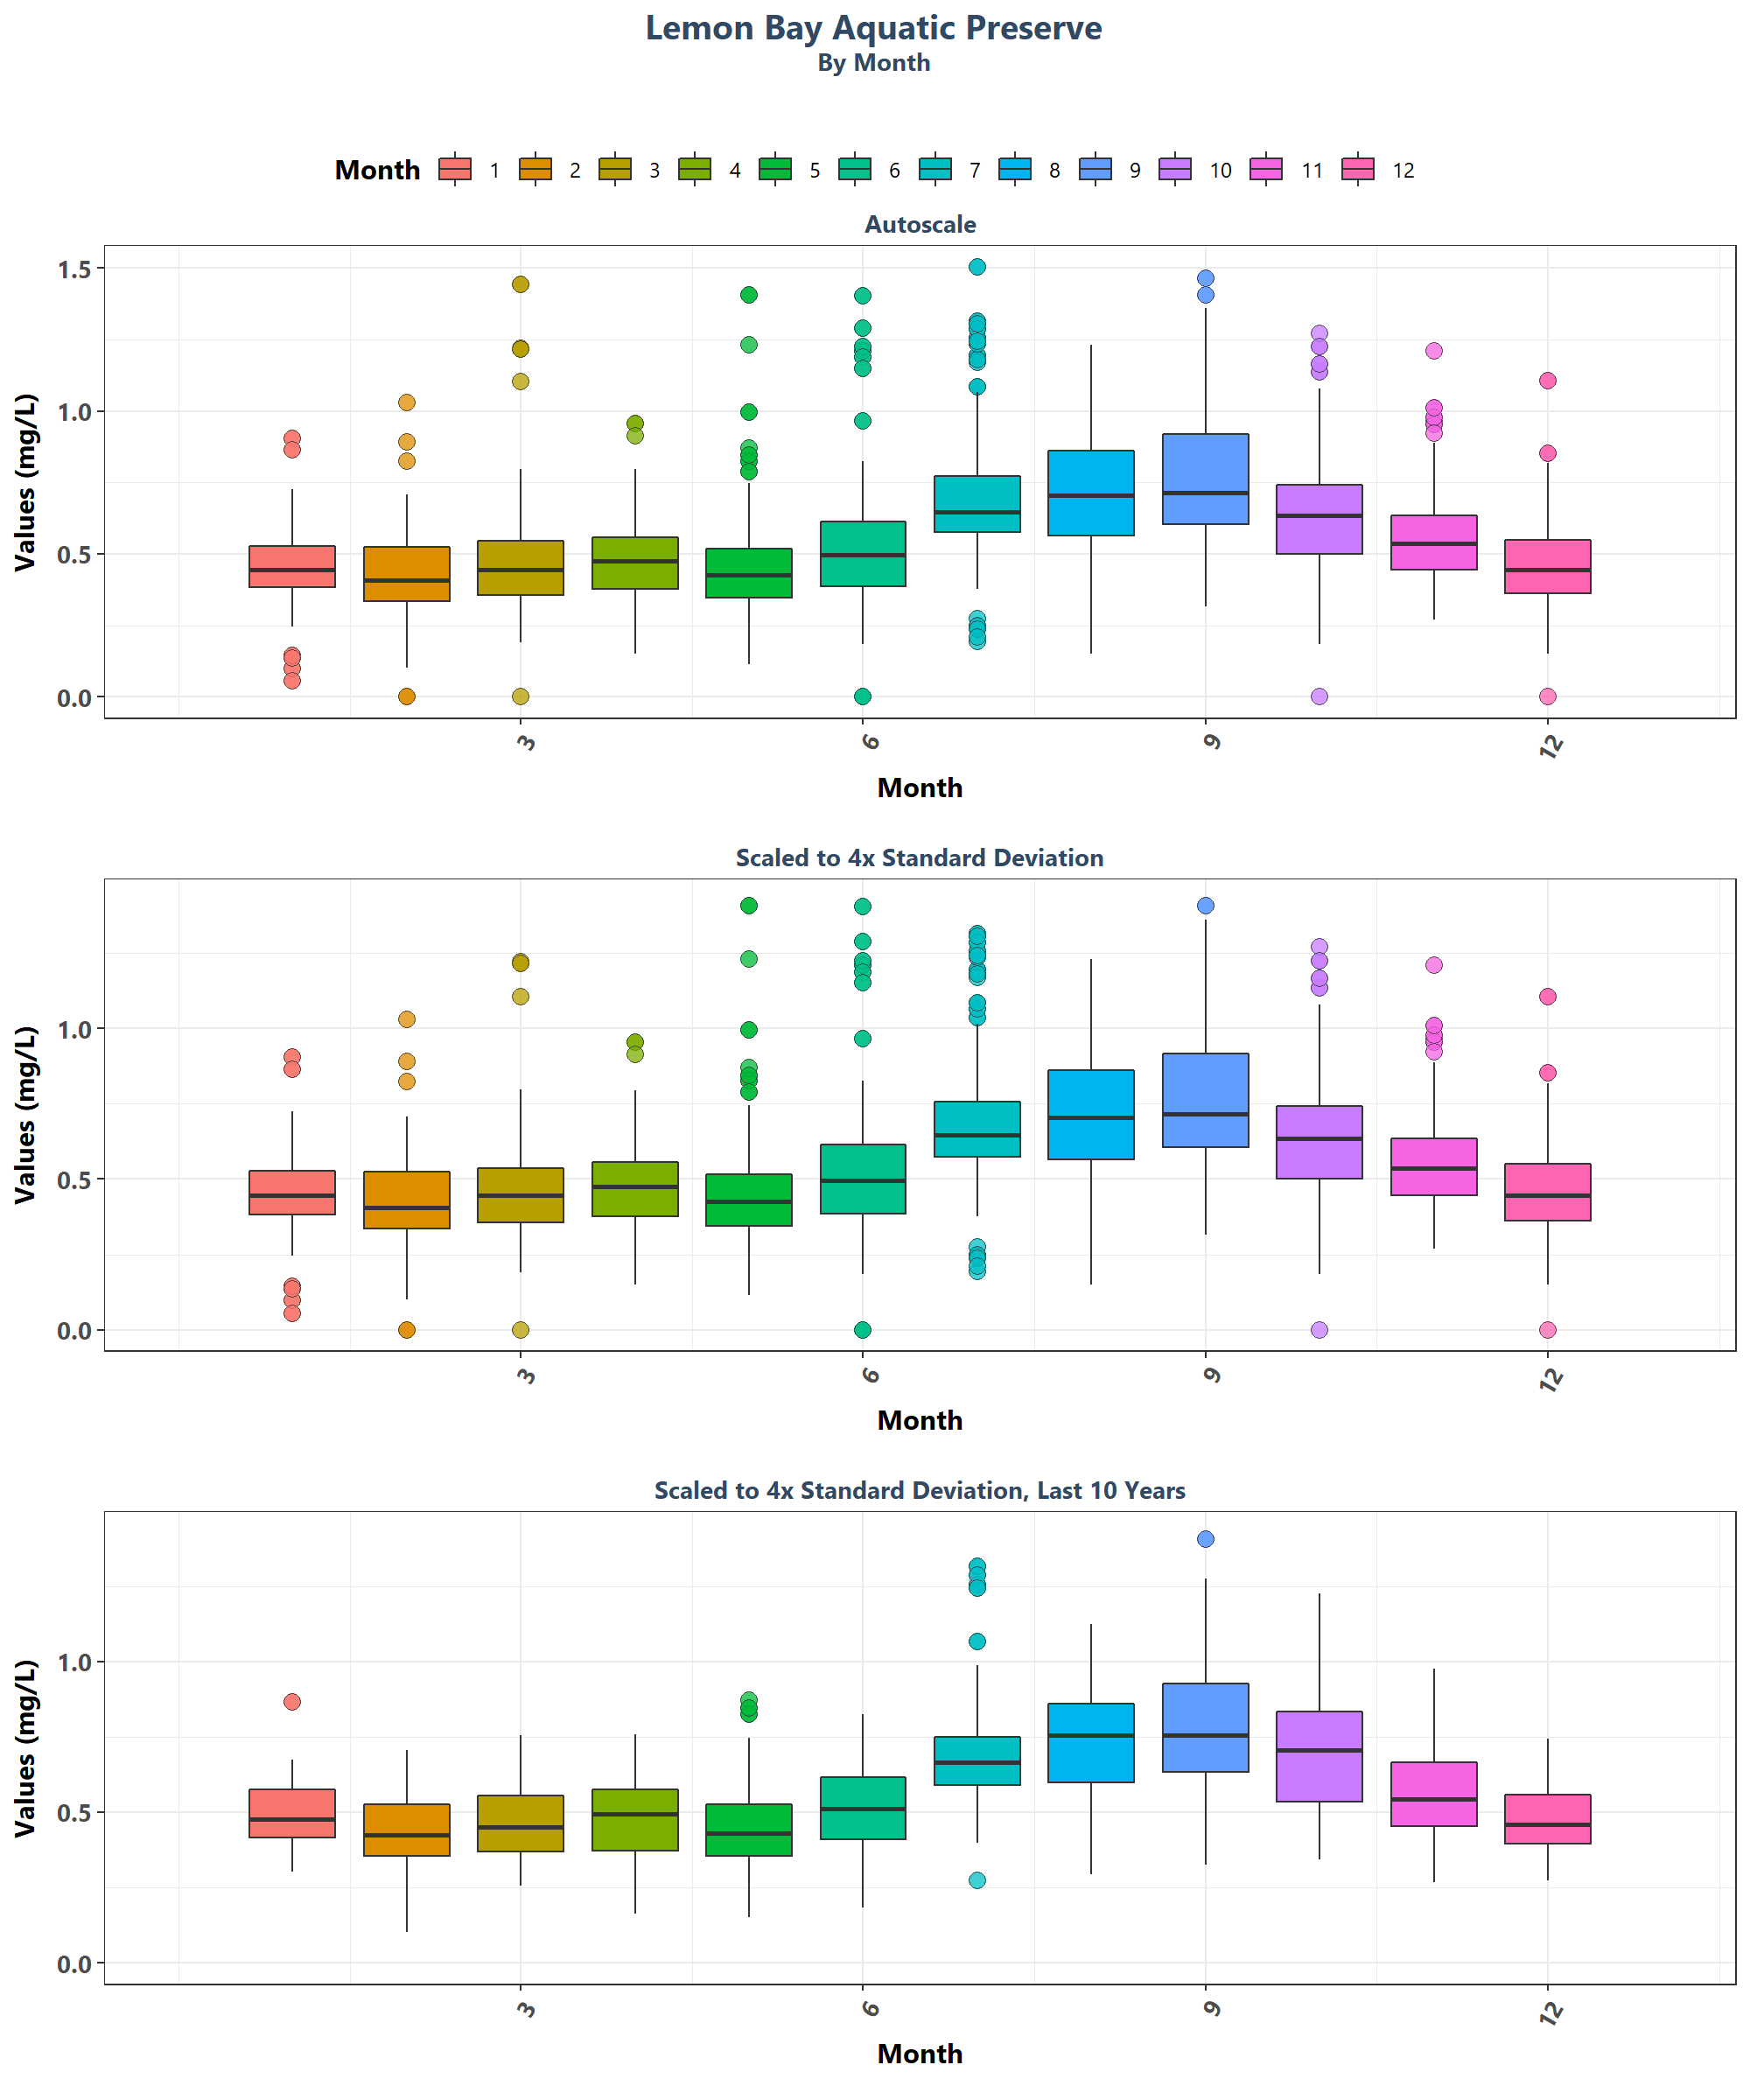 Lemon Bay Aquatic Preserve
By Month
Month 1 2 3 4 5 6 7 8 9 10 11 12
Autoscale
Values (mg/L)
1.5
1.0
0.5
0.0
3 6 9 12
Month
Scaled to 4x Standard Deviation
Values (mg/L)
1.0
0.5
0.0
3 6 9 12
Month
Scaled to 4x Standard Deviation, Last 10 Years
Values (mg/L)
1.0
0.5
0.0
3 6 9 12
Month